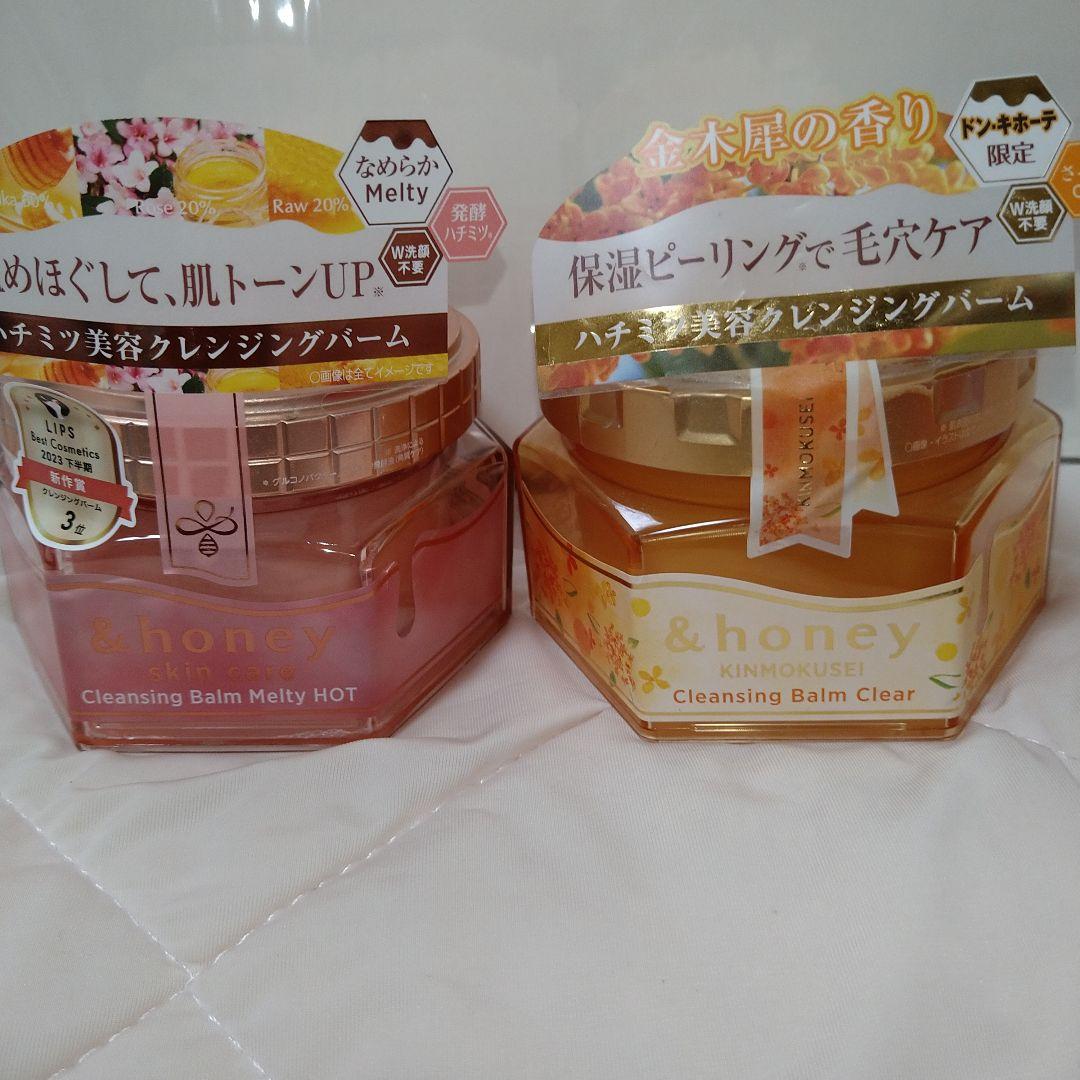 Rose 20%
Raw 20%
なめらか
Melty
発酵
ハチミツ※
W洗顔
不要
めほぐして、肌トーンUP※
ハチミツ美容クレンジングバーム
○画像は全てイメージです
LIPS
Best Cosmetics
2023 下半期
新作賞
クレンジングバーム
3位
&honey
skin care
Cleansing Balm Melty HOT
金木犀の香り
ドン・キホーテ
限定
W洗顔
不要
保湿ピーリング※で毛穴ケア
ハチミツ美容クレンジングバーム
KINMOKUSEI
&honey
KINMOKUSEI
Cleansing Balm Clear